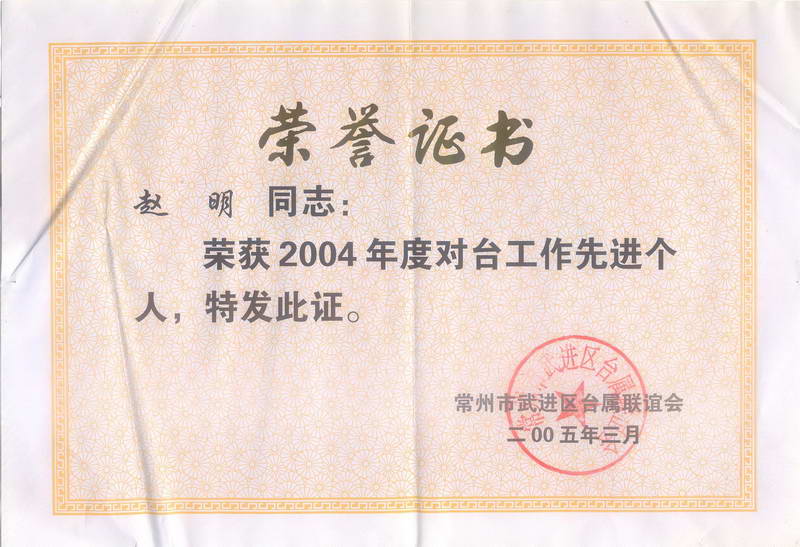 荣誉证书
赵 明 同志：
荣获2004年度对台工作先进个
人，特发此证。
常州市武进区台属联谊会
二00五年三月